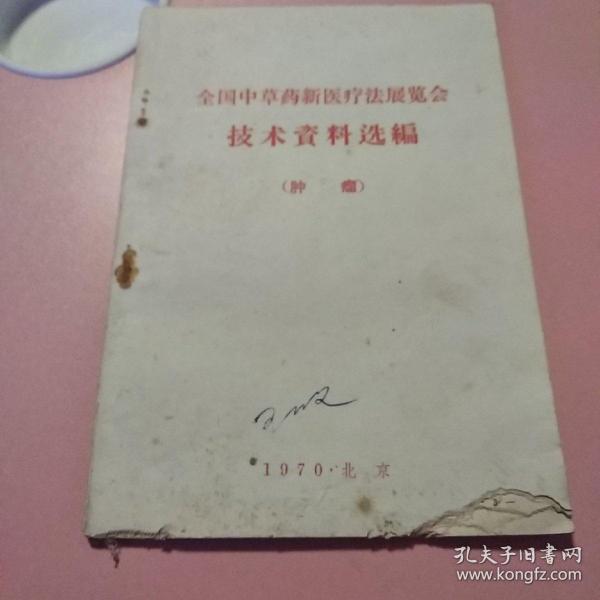 全国中草药新医疗法展览会
技术資料选編
（肿 瘤）
1970·北京
孔夫子旧书网
www.kongfz.com